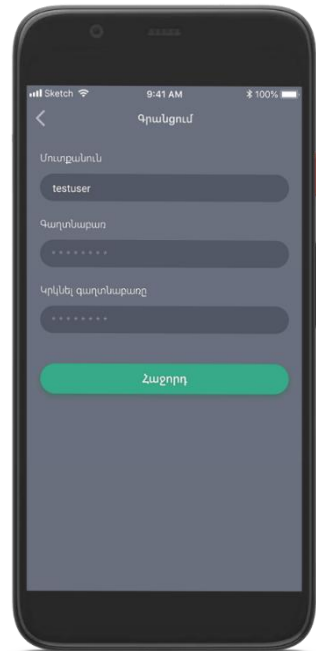 Sketch 9:41 AM 100%
Գրանցում
Մուտքանուն
testuser
Գաղտնաբառ
Կրկնել գաղտնաբառը
Հաջորդ